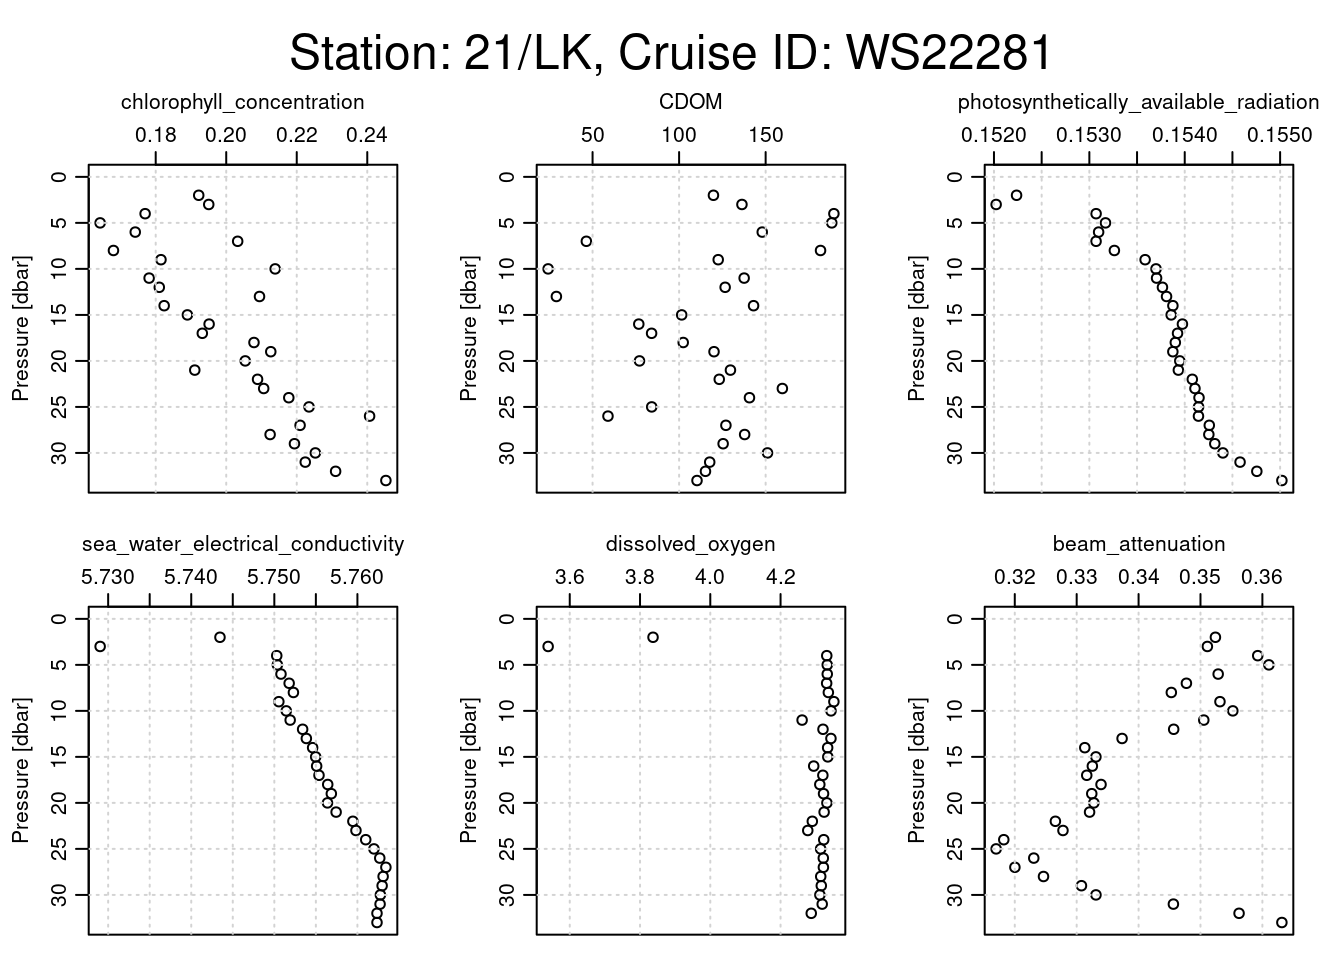 Station: 21/LK, Cruise ID: WS22281
chlorophyll_concentration
0.18 0.20 0.22 0.24
Pressure [dbar]
0
5
10
15
20
25
30
CDOM
50 100 150
Pressure [dbar]
0
5
10
15
20
25
30
photosynthetically_available_radiation
0.1520 0.1530 0.1540 0.1550
Pressure [dbar]
0
5
10
15
20
25
30
sea_water_electrical_conductivity
5.730 5.740 5.750 5.760
Pressure [dbar]
0
5
10
15
20
25
30
dissolved_oxygen
3.6 3.8 4.0 4.2
Pressure [dbar]
0
5
10
15
20
25
30
beam_attenuation
0.32 0.33 0.34 0.35 0.36
Pressure [dbar]
0
5
10
15
20
25
30